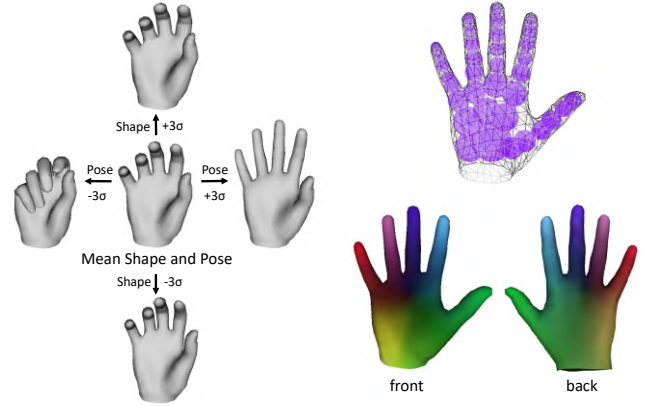 Shape +3σ
Pose
-3σ
Pose
+3σ
Mean Shape and Pose
Shape -3σ
front
back